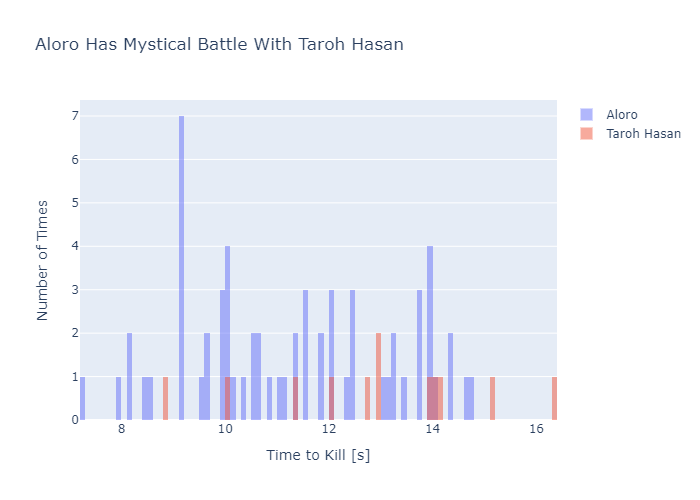 Aloro Has Mystical Battle With Taroh Hasan
Aloro
Taroh Hasan
Number of Times
7
6
5
4
3
2
1
0
8
10
12
14
16
Time to Kill [s]